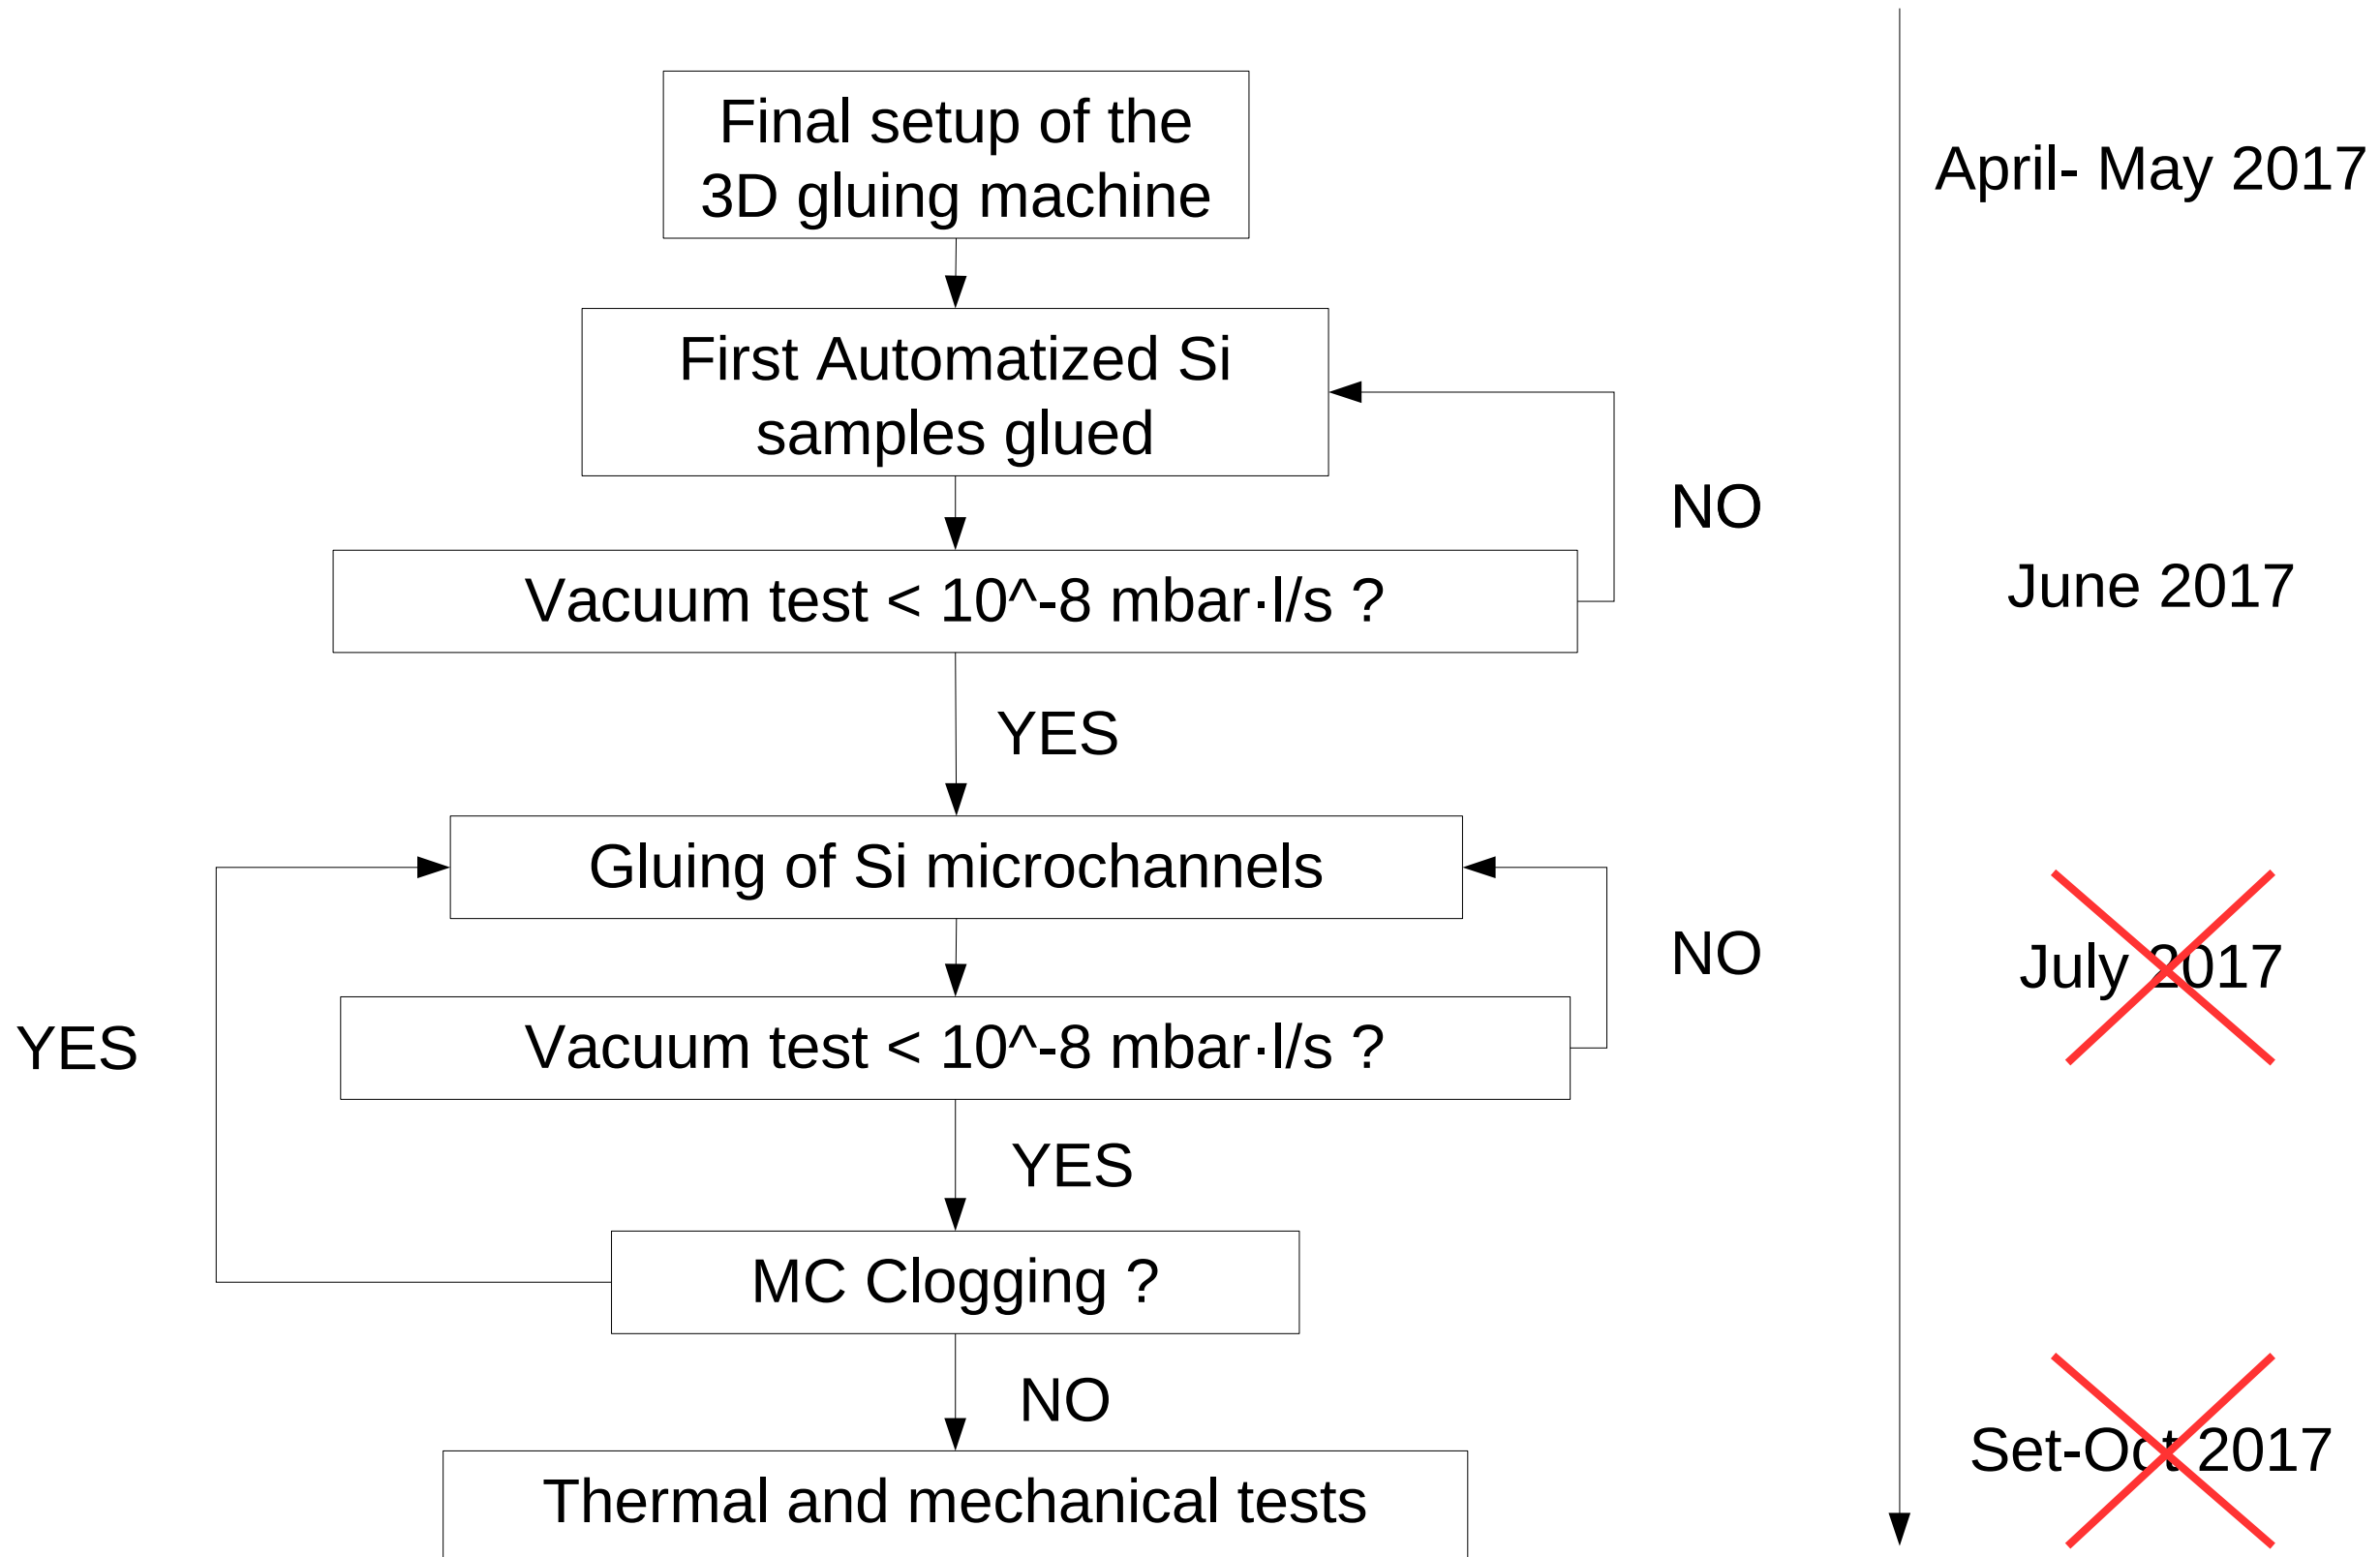 Final setup of the
3D gluing machine
April- May 2017
First Automatized Si
samples glued
NO
Vacuum test < 10^-8 mbar·l/s ?
June 2017
YES
Gluing of Si microchannels
NO
July 2017
YES
Vacuum test < 10^-8 mbar·l/s ?
YES
MC Clogging ?
NO
Set-Oct 2017
Thermal and mechanical tests